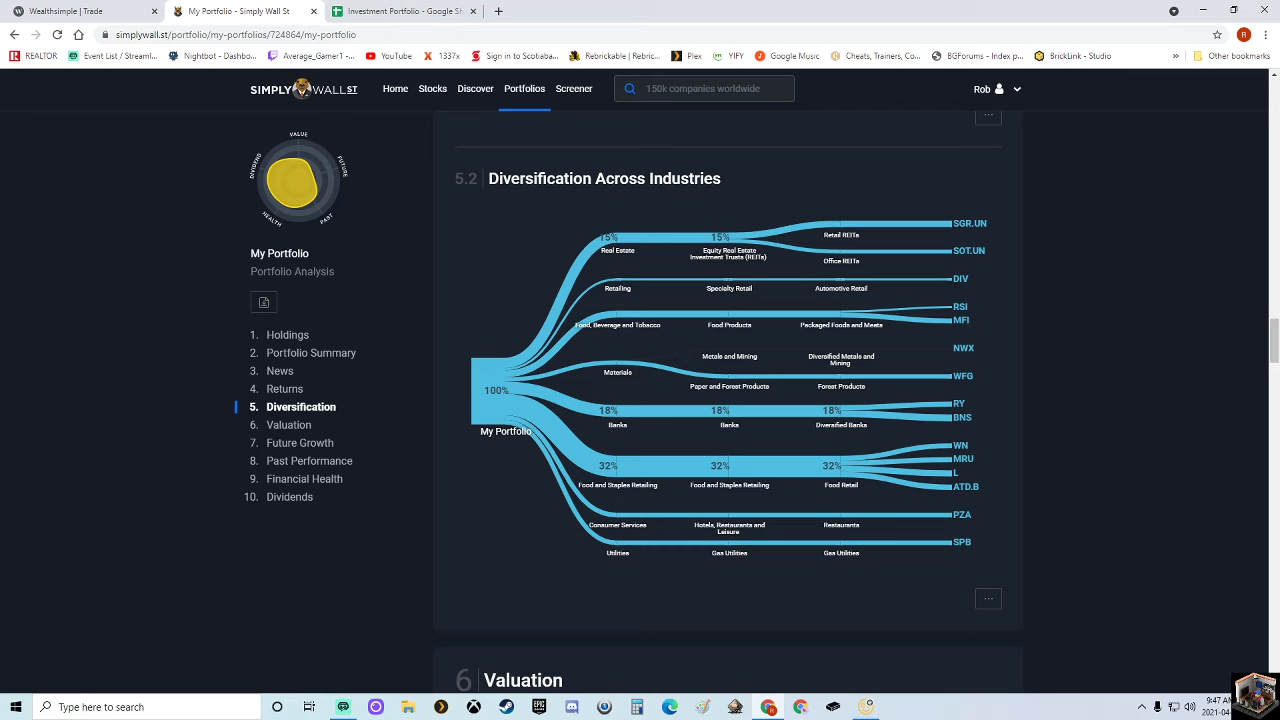 Wealthsimple | Trade
My Portfolio - Simply Wall St
Investment Portfolio - Google Sh
simplywall.st/my-portfolios/724864/my-portfolio
R
REALTOR
Nightbot - Dashbo...
Average_Gamer1 -...
YouTube
1337x
Sign in to Scotiaba...
Rebrickable | Rebri...
Plex
YIFY
Google Music
Cheats, Trainers, Co...
BGForums - Index p...
BrickLink - Studio
»
Other bookmarks
SIMPLY WALL ST
Home
Stocks
Discover
Portfolios
Screener
150k companies worldwide
Rob
VALUE
FUTURE
PAST
HEALTH
DIVIDEND
My Portfolio
Portfolio Analysis
1. Holdings
2. Portfolio Summary
3. News
4. Returns
5. Diversification
6. Valuation
7. Future Growth
8. Past Performance
9. Financial Health
10. Dividends
5.2 Diversification Across Industries
100%
My Portfolio
15%
Real Estate
15%
Equity Real Estate
Investment Trusts (REITs)
Retail REITs
SGR.UN
Office REITs
SOT.UN
Retailing
Specialty Retail
Automotive Retail
DIV
Food, Beverage and Tobacco
Food Products
Packaged Foods and Meats
RSI
MFI
Materials
Metals and Mining
Diversified Metals and
Mining
NWX
Paper and Forest Products
Forest Products
WFG
18%
Banks
18%
Banks
18%
Diversified Banks
RY
BNS
32%
Food and Staples Retailing
32%
Food and Staples Retailing
32%
Food Retail
WN
MRU
L
ATD.B
Consumer Services
Hotels, Restaurants and
Leisure
Restaurants
PZA
Utilities
Gas Utilities
Gas Utilities
SPB
6 Valuation
Type here to search
9:47 AM
2021-04-